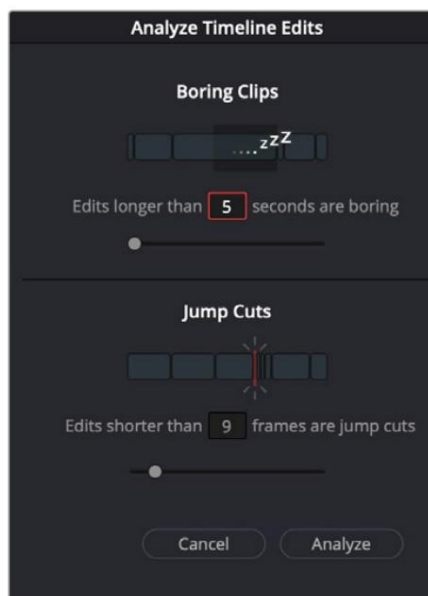 Analyze Timeline Edits
Boring Clips
zzZ
Edits longer than 5 seconds are boring
Jump Cuts
Edits shorter than 9 frames are jump cuts
Cancel Analyze